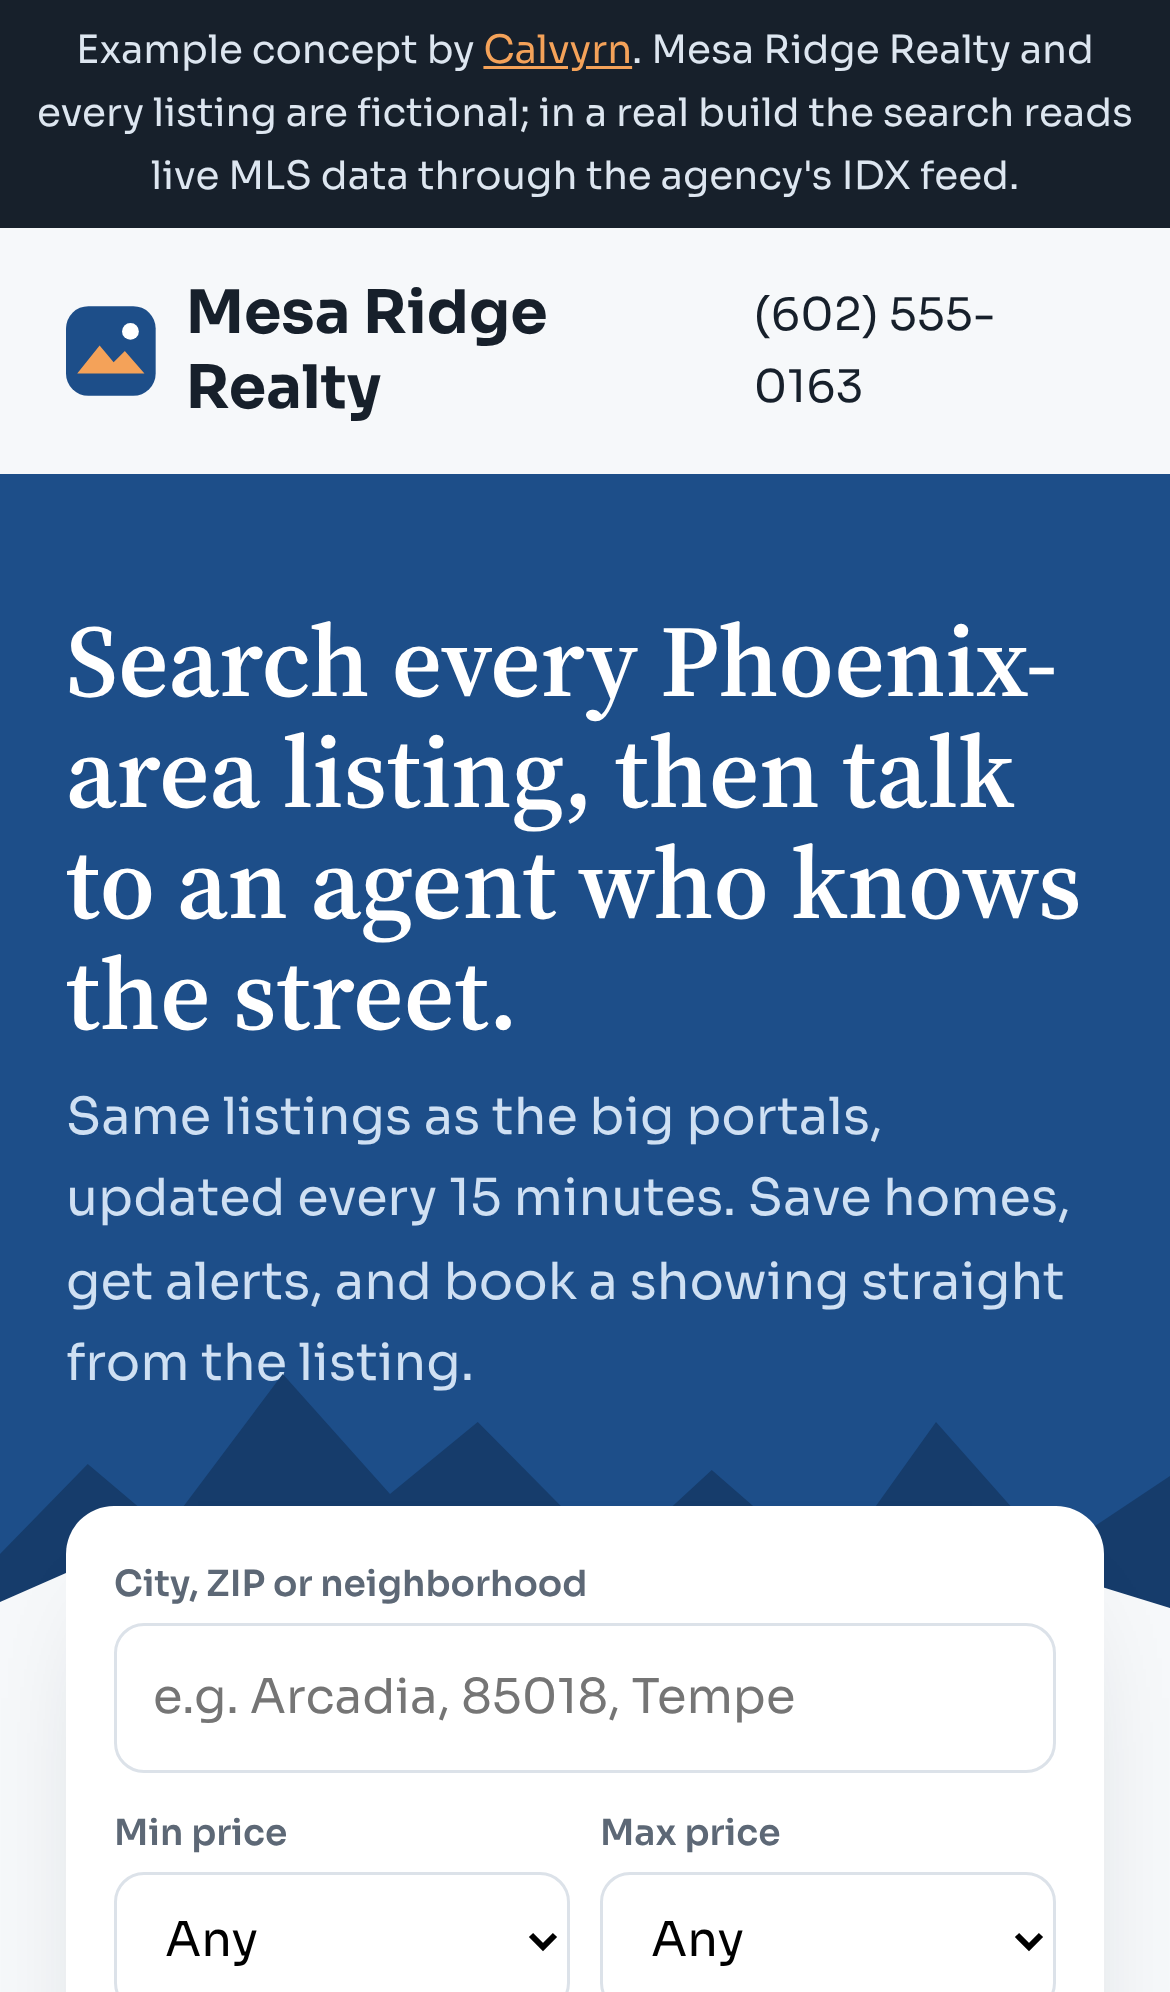 Example concept by Calvyrn. Mesa Ridge Realty and
every listing are fictional; in a real build the search reads
live MLS data through the agency's IDX feed.
Mesa Ridge
Realty
(602) 555-
0163
Search every Phoenix-
area listing, then talk
to an agent who knows
the street.
Same listings as the big portals,
updated every 15 minutes. Save homes,
get alerts, and book a showing straight
from the listing.
City, ZIP or neighborhood
e.g. Arcadia, 85018, Tempe
Min price
Max price
Any
Any